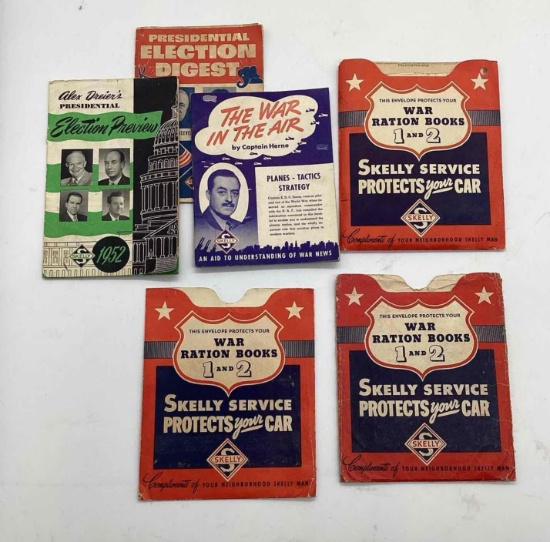 PRESIDENTIAL
ELECTION
DIGEST
Alex Dreier's
PRESIDENTIAL
Election Preview
SKELLY
1952
THE WAR
IN THE AIR
by Captain Herne
PLANES - TACTICS
STRATEGY
SKELLY
AN AID TO UNDERSTANDING OF WAR NEWS
THIS ENVELOPE PROTECTS YOUR
WAR
RATION BOOKS
1 AND 2
SKELLY SERVICE
PROTECTS your CAR
SKELLY
Compliments of YOUR NEIGHBORHOOD SKELLY MAN
THIS ENVELOPE PROTECTS YOUR
WAR
RATION BOOKS
1 AND 2
SKELLY SERVICE
PROTECTS your CAR
S
SKELLY
Compliments of YOUR NEIGHBORHOOD SKELLY MAN
THIS ENVELOPE PROTECTS YOUR
WAR
RATION BOOKS
1 AND 2
SKELLY SERVICE
PROTECTS your CAR
S
SKELLY
Compliments of YOUR NEIGHBORHOOD SKELLY MAN